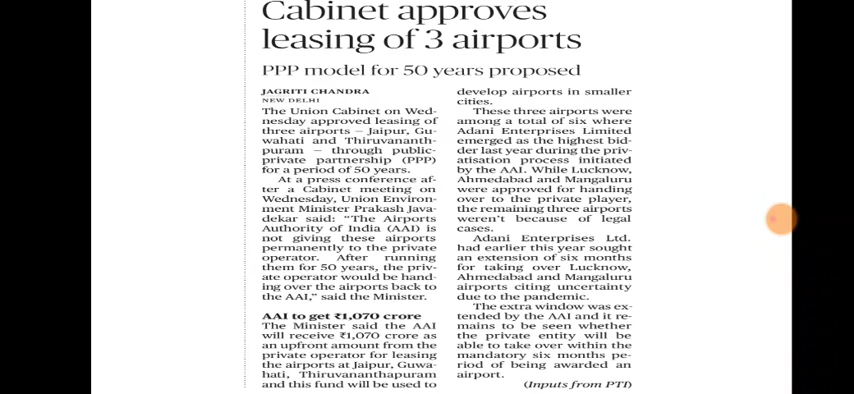 Cabinet approves
leasing of 3 airports
PPP model for 50 years proposed
JAGRITI CHANDRA
NEW DELHI
The Union Cabinet on Wed-
nesday approved leasing of
three airports – Jaipur, Gu-
wahati and Thiruvananth-
puram – through public-
private partnership (PPP)
for a period of 50 years.
At a press conference af-
ter a Cabinet meeting on
Wednesday, Union Environ-
ment Minister Prakash Java-
dekar said: “The Airports
Authority of India (AAI) is
not giving these airports
permanently to the private
operator. After running
them for 50 years, the priv-
ate operator would be hand-
ing over the airports back to
the AAI,” said the Minister.
AAI to get ₹1,070 crore
The Minister said the AAI
will receive ₹1,070 crore as
an upfront amount from the
private operator for leasing
the airports at Jaipur, Guwa-
hati, Thiruvananthapuram
and this fund will be used to
develop airports in smaller
cities.
These three airports were
among a total of six where
Adani Enterprises Limited
emerged as the highest bid-
der last year during the priv-
atisation process initiated
by the AAI. While Lucknow,
Ahmedabad and Mangaluru
were approved for handing
over to the private player,
the remaining three airports
weren’t because of legal
cases.
Adani Enterprises Ltd.
had earlier this year sought
an extension of six months
for taking over Lucknow,
Ahmedabad and Mangaluru
airports citing uncertainty
due to the pandemic.
The extra window was ex-
tended by the AAI and it re-
mains to be seen whether
the private entity will be
able to take over within the
mandatory six months pe-
riod of being awarded an
airport.
(Inputs from PTI)